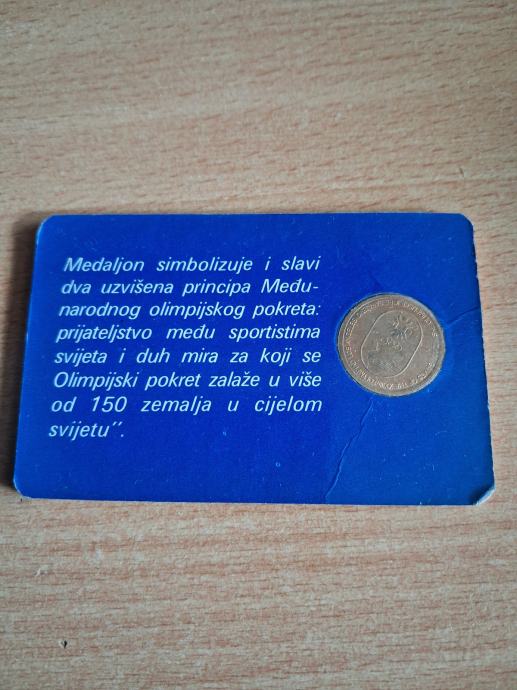 Medaljon simbolizuje i slavi
dva uzvišena principa Među-
narodnog olimpijskog pokreta:
prijateljstvo među sportistima
svijeta i duh mira za koji se
Olimpijski pokret zalaže u više
od 150 zemalja u cijelom
svijetu".